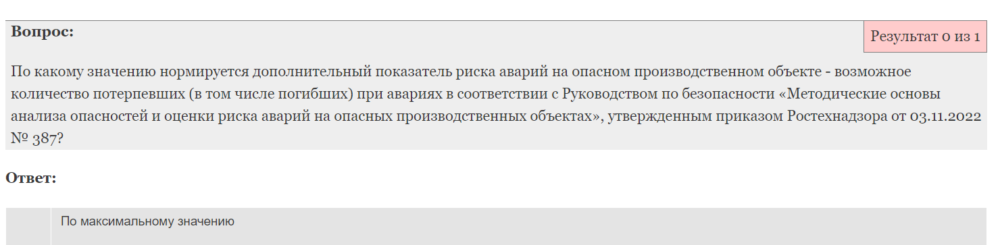 Вопрос:
Результат 0 из 1
По какому значению нормируется дополнительный показатель риска аварий на опасном производственном объекте - возможное
количество потерпевших (в том числе погибших) при авариях в соответствии с Руководством по безопасности «Методические основы
анализа опасностей и оценки риска аварий на опасных производственных объектах», утвержденным приказом Ростехнадзора от 03.11.2022
№ 387?
Ответ:
По максимальному значению